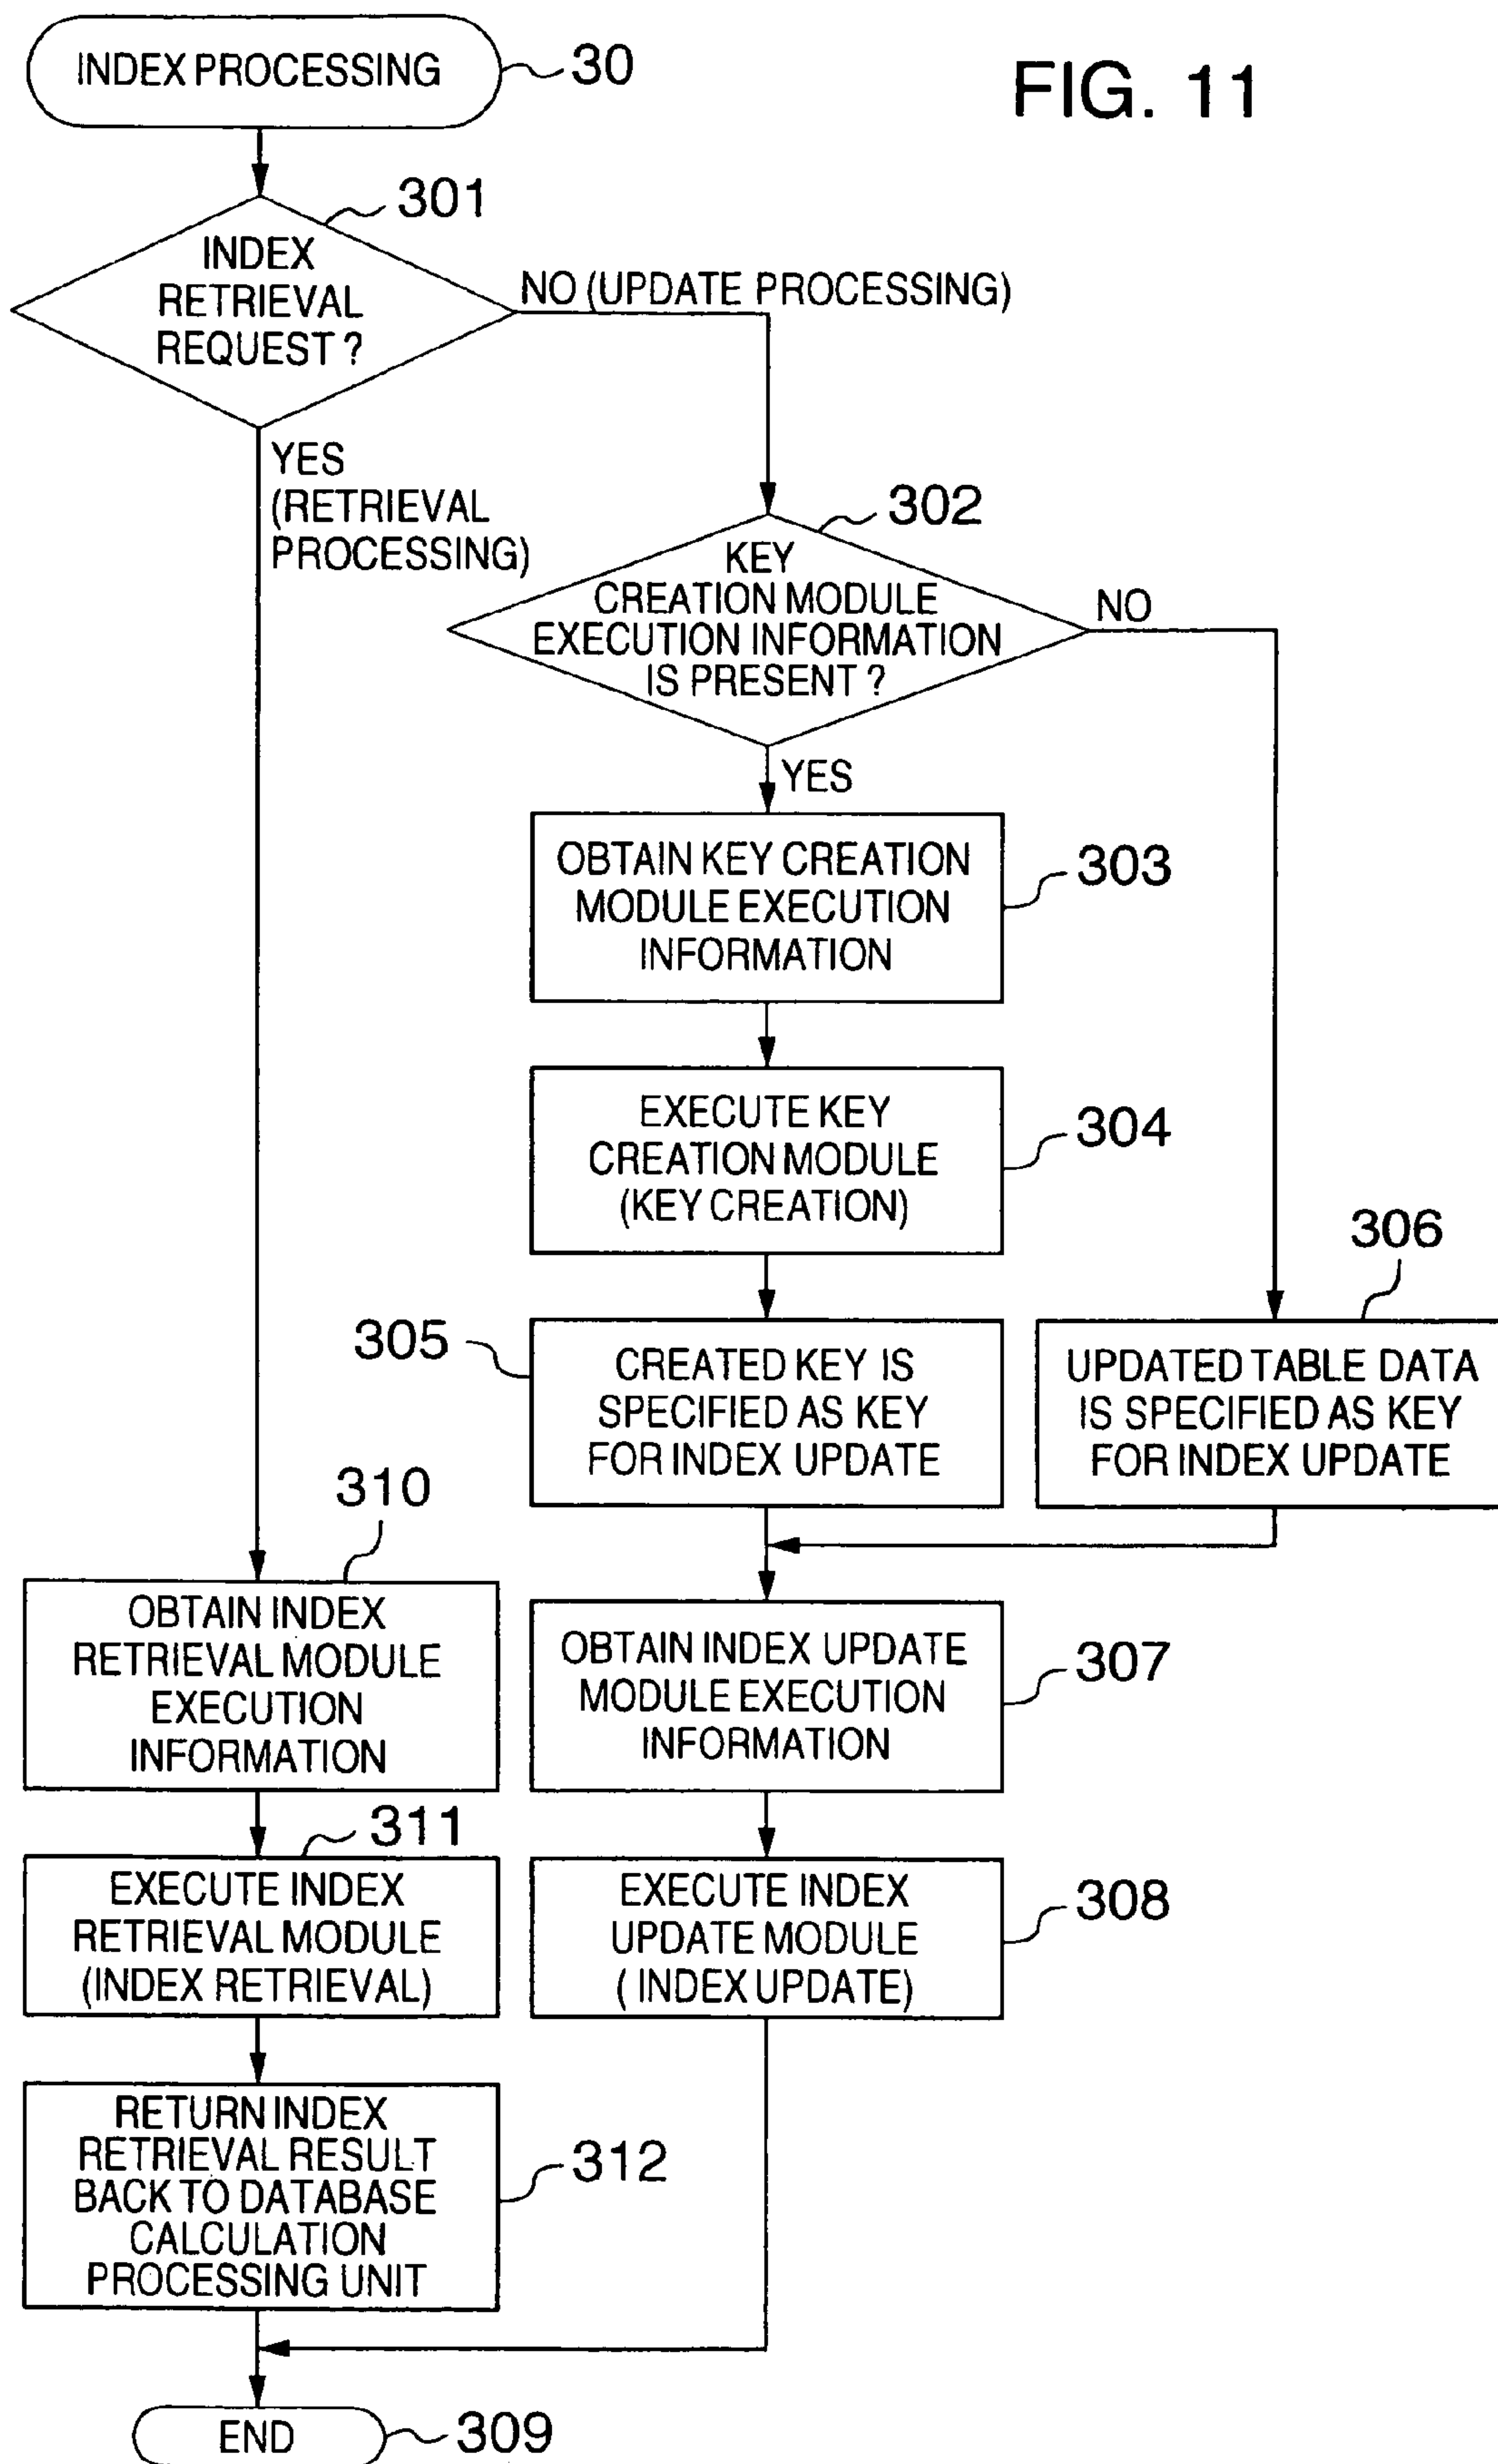 INDEX PROCESSING
30
FIG. 11
301
INDEX
RETRIEVAL
REQUEST ?
NO (UPDATE PROCESSING)
YES
(RETRIEVAL
PROCESSING)
302
KEY
CREATION MODULE
EXECUTION INFORMATION
IS PRESENT ?
NO
YES
OBTAIN KEY CREATION
MODULE EXECUTION
INFORMATION
303
EXECUTE KEY
CREATION MODULE
(KEY CREATION)
304
305
CREATED KEY IS
SPECIFIED AS KEY
FOR INDEX UPDATE
306
UPDATED TABLE DATA
IS SPECIFIED AS KEY
FOR INDEX UPDATE
310
OBTAIN INDEX
RETRIEVAL MODULE
EXECUTION
INFORMATION
OBTAIN INDEX UPDATE
MODULE EXECUTION
INFORMATION
307
311
EXECUTE INDEX
RETRIEVAL MODULE
(INDEX RETRIEVAL)
EXECUTE INDEX
UPDATE MODULE
( INDEX UPDATE)
308
RETURN INDEX
RETRIEVAL RESULT
BACK TO DATABASE
CALCULATION
PROCESSING UNIT
312
END
309